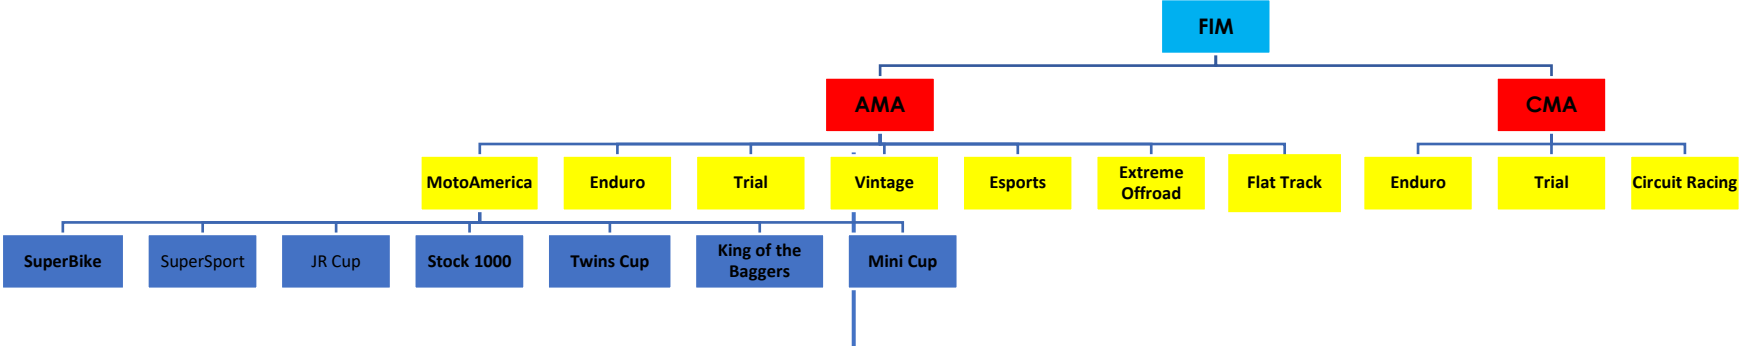 FIM
AMA
CMA
MotoAmerica
Enduro
Trial
Vintage
Esports
Extreme
Offroad
Flat Track
Enduro
Trial
Circuit Racing
SuperBike
SuperSport
JR Cup
Stock 1000
Twins Cup
King of the
Baggers
Mini Cup